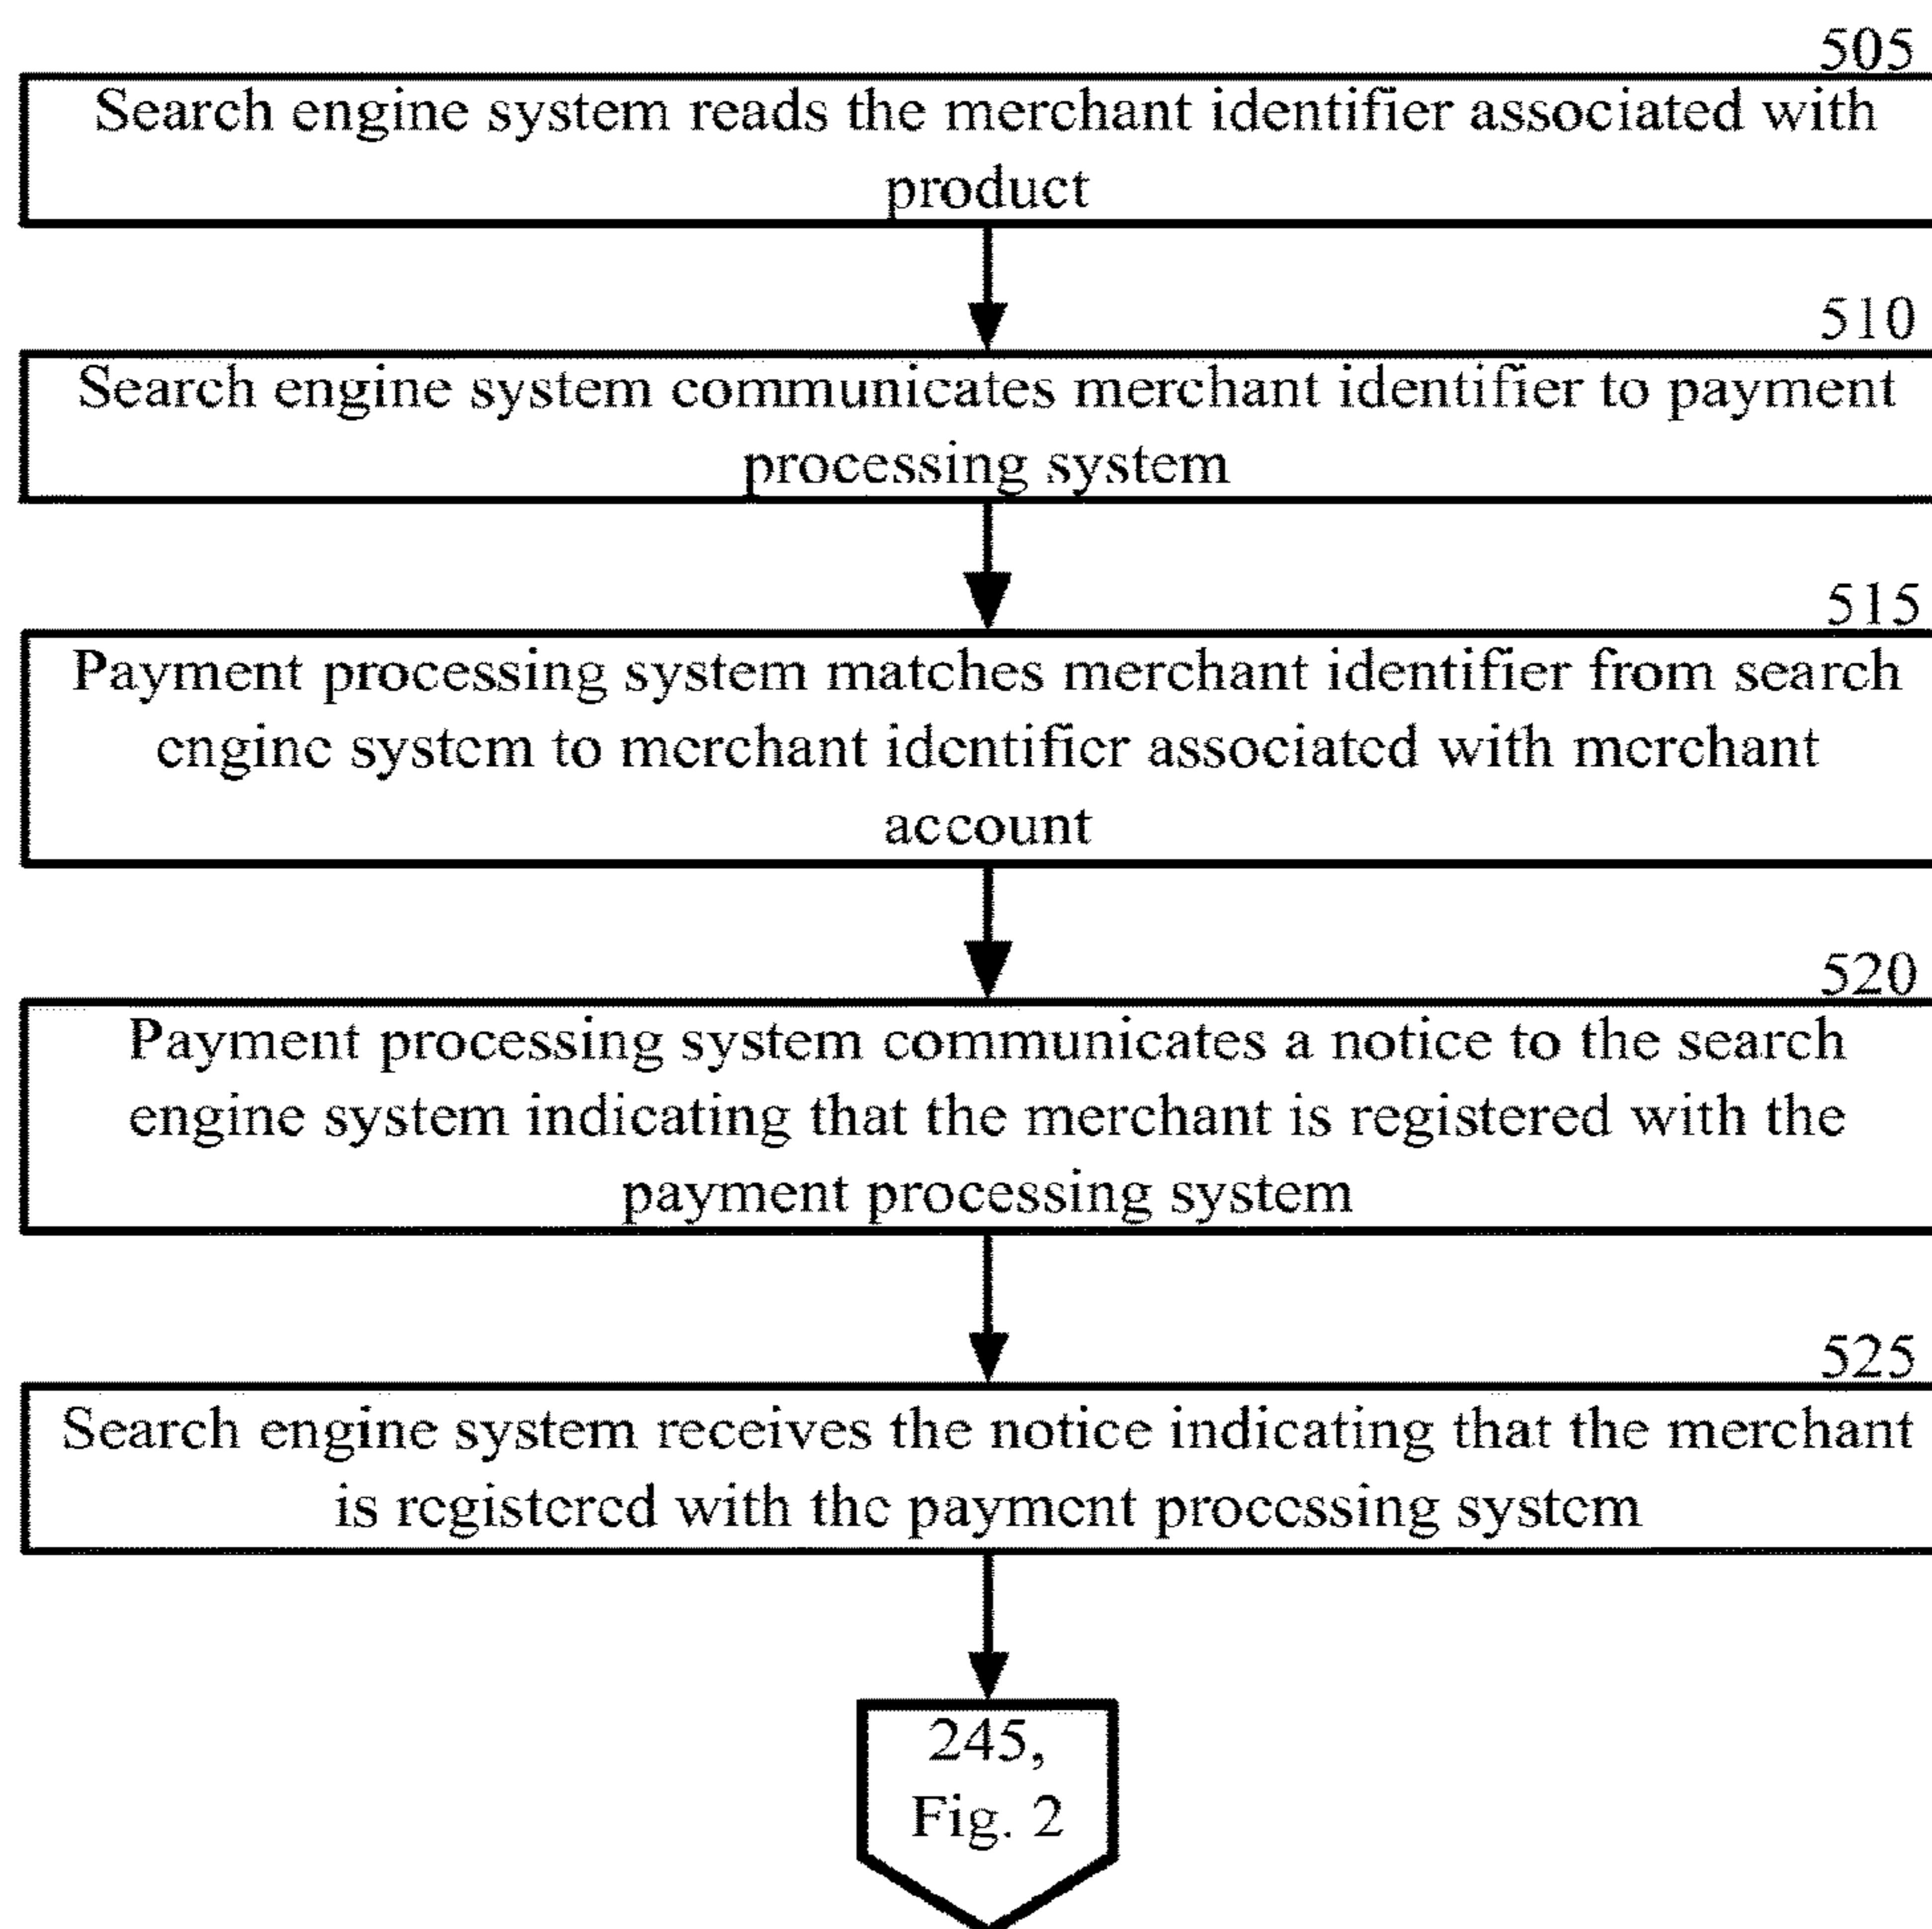 505
Search engine system reads the merchant identifier associated with
product
510
Search engine system communicates merchant identifier to payment
processing system
515
Payment processing system matches merchant identifier from search
engine system to merchant identifier associated with merchant
account
520
Payment processing system communicates a notice to the search
engine system indicating that the merchant is registered with the
payment processing system
525
Search engine system receives the notice indicating that the merchant
is registered with the payment processing system
245,
Fig. 2